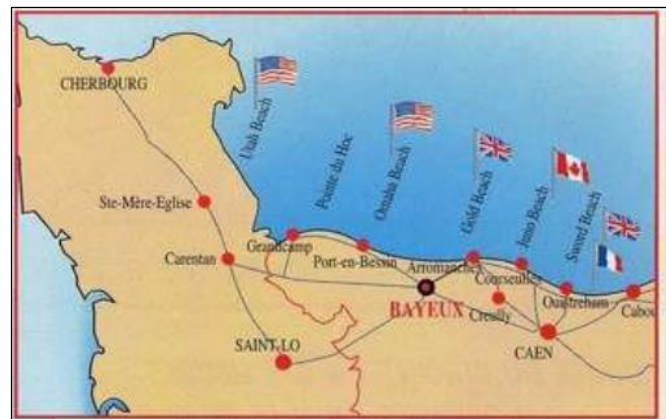 CHERBOURG
Utah Beach
Pointe du Hoc
Omaha Beach
Gold Beach
Juno Beach
Sword Beach
Ste-Mère-Eglise
Carentan
Grandcamp
Port-en-Bessin
Arromanches
Courseulles
Ouistreham
Cabou
BAYEUX
Creully
SAINT-LO
CAEN